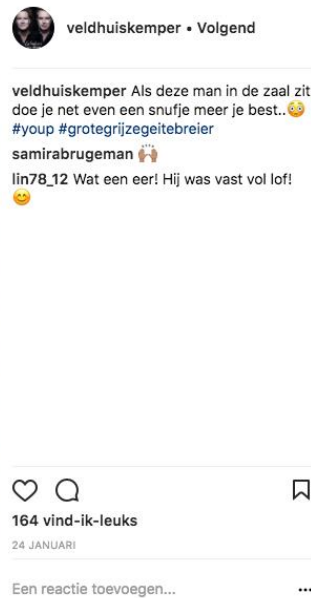 veldhuiskemper • Volgend
veldhuiskemper Als deze man in de zaal zit
doe je net even een snufje meer je best..😳
#youp #grotegrijzegeitebreier
samirabrugeman 🙌🏽
lin78_12 Wat een eer! Hij was vast vol lof!
😊
164 vind-ik-leuks
24 JANUARI
Een reactie toevoegen...